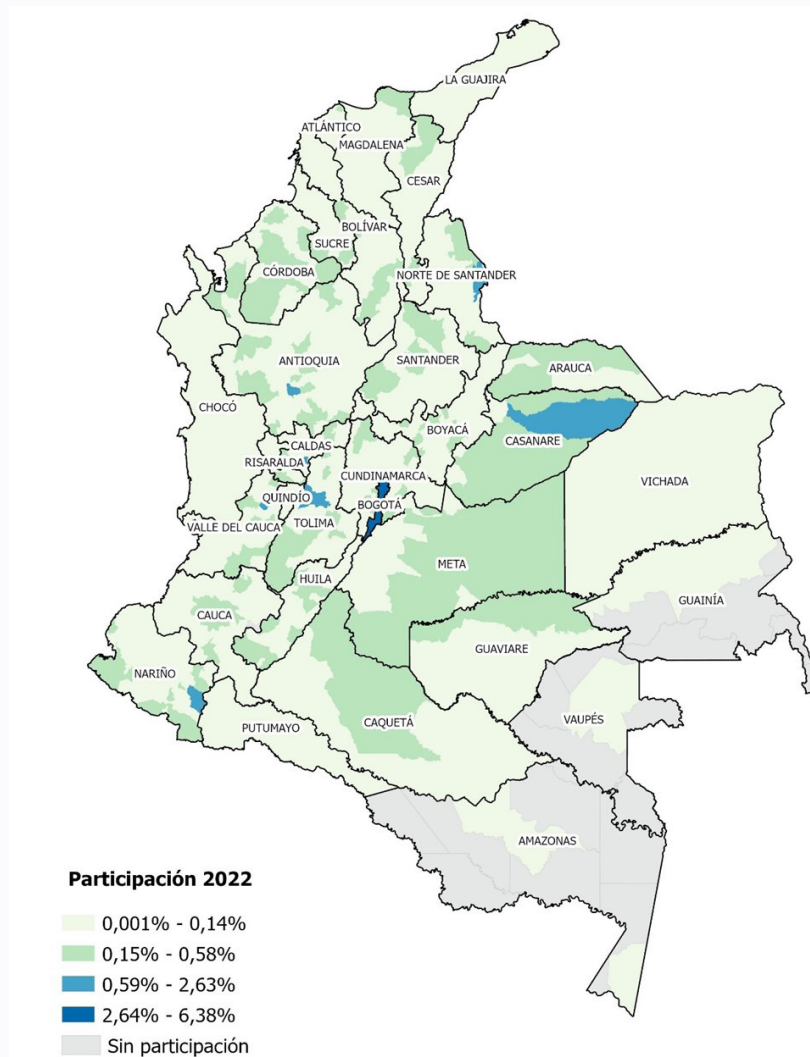 LA GUAJIRA
ATLÁNTICO
MAGDALENA
CESAR
BOLÍVAR
SUCRE
CÓRDOBA
NORTE DE SANTANDER
ANTIOQUIA
SANTANDER
ARAUCA
CHOCÓ
BOYACÁ
CASANARE
CALDAS
RISARALDA
CUNDINAMARCA
VICHADA
QUINDÍO
BOGOTÁ
VALLE DEL CAUCA
TOLIMA
META
HUILA
GUAINÍA
CAUCA
GUAVIARE
NARIÑO
VAUPÉS
PUTUMAYO
CAQUETÁ
AMAZONAS
Participación 2022
0,001% - 0,14%
0,15% - 0,58%
0,59% - 2,63%
2,64% - 6,38%
Sin participación